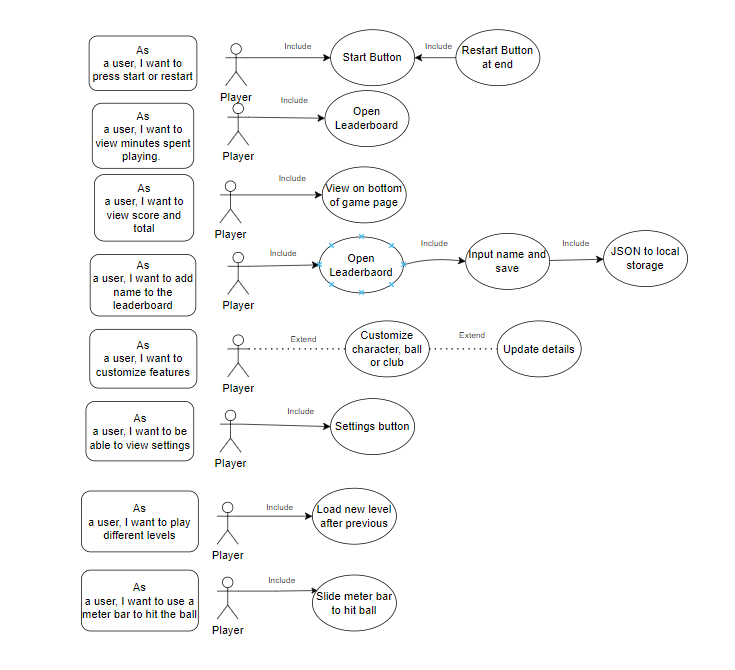 As
a user, I want to
press start or restart
Player
Include
Start Button
Include
Restart Button
at end
As
a user, I want to
view minutes spent
playing.
Player
Include
Open
Leaderboard
As
a user, I want to
view score and
total
Player
Include
View on bottom
of game page
As
a user, I want to add
name to the
leaderboard
Player
Include
Open
Leaderbaord
Include
Input name and
save
Include
JSON to local
storage
As
a user, I want to
customize features
Player
Extend
Customize
character, ball
or club
Extend
Update details
As
a user, I want to be
able to view settings
Player
Include
Settings button
As
a user, I want to play
different levels
Player
Include
Load new level
after previous
As
a user, I want to use a
meter bar to hit the ball
Player
Include
Slide meter bar
to hit ball